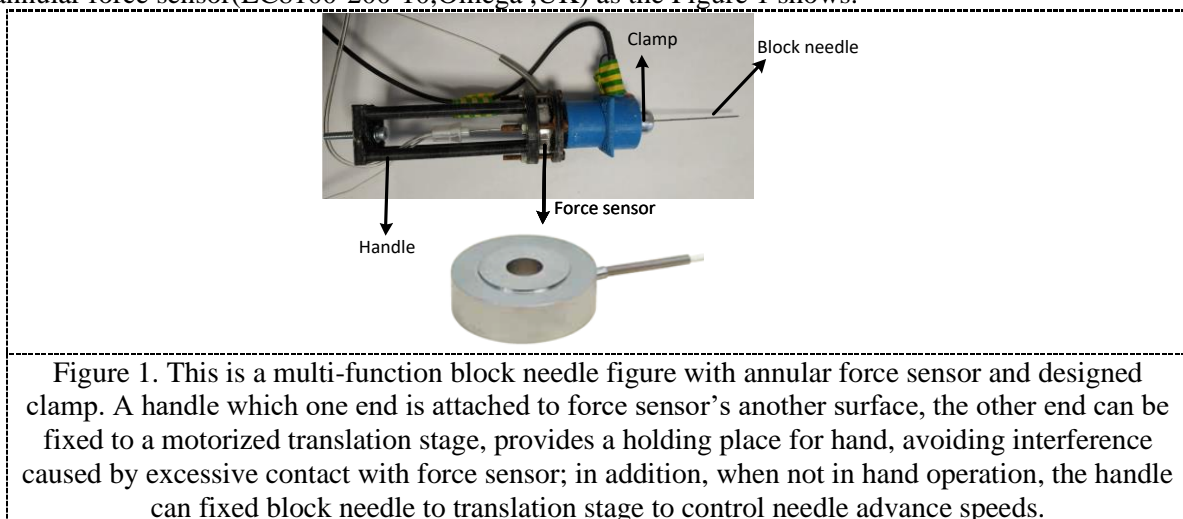 annular force sensor(LC8100-200-10,Omega ,UK) as the Figure 1 shows:
Clamp
Block needle
Force sensor
Handle
Figure 1. This is a multi-function block needle figure with annular force sensor and designed
clamp. A handle which one end is attached to force sensor’s another surface, the other end can be
fixed to a motorized translation stage, provides a holding place for hand, avoiding interference
caused by excessive contact with force sensor; in addition, when not in hand operation, the handle
can fixed block needle to translation stage to control needle advance speeds.